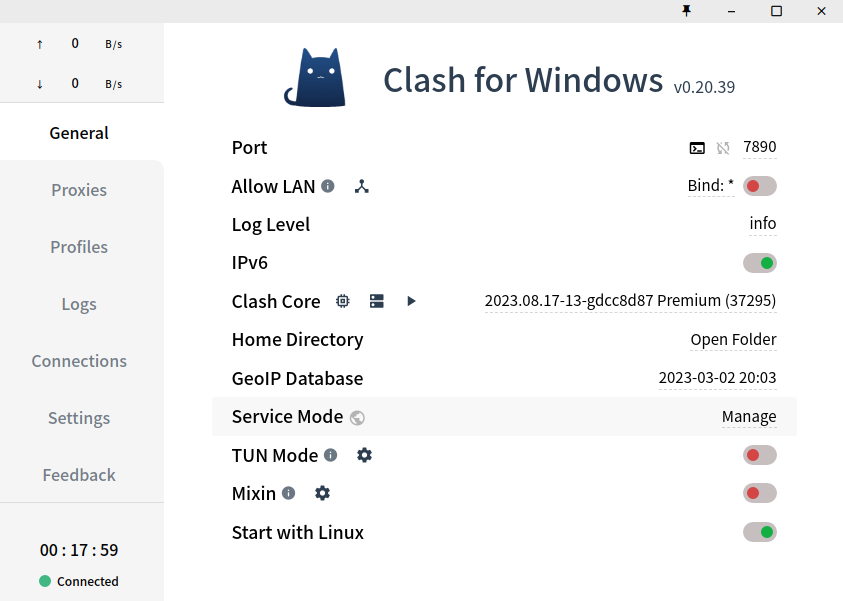 ↑ 0 B/s
↓ 0 B/s
General
Proxies
Profiles
Logs
Connections
Settings
Feedback
00 : 17 : 59
Connected
Clash for Windows v0.20.39
Port 7890
Allow LAN Bind: *
Log Level info
IPv6
Clash Core 2023.08.17-13-gdcc8d87 Premium (37295)
Home Directory Open Folder
GeoIP Database 2023-03-02 20:03
Service Mode Manage
TUN Mode
Mixin
Start with Linux